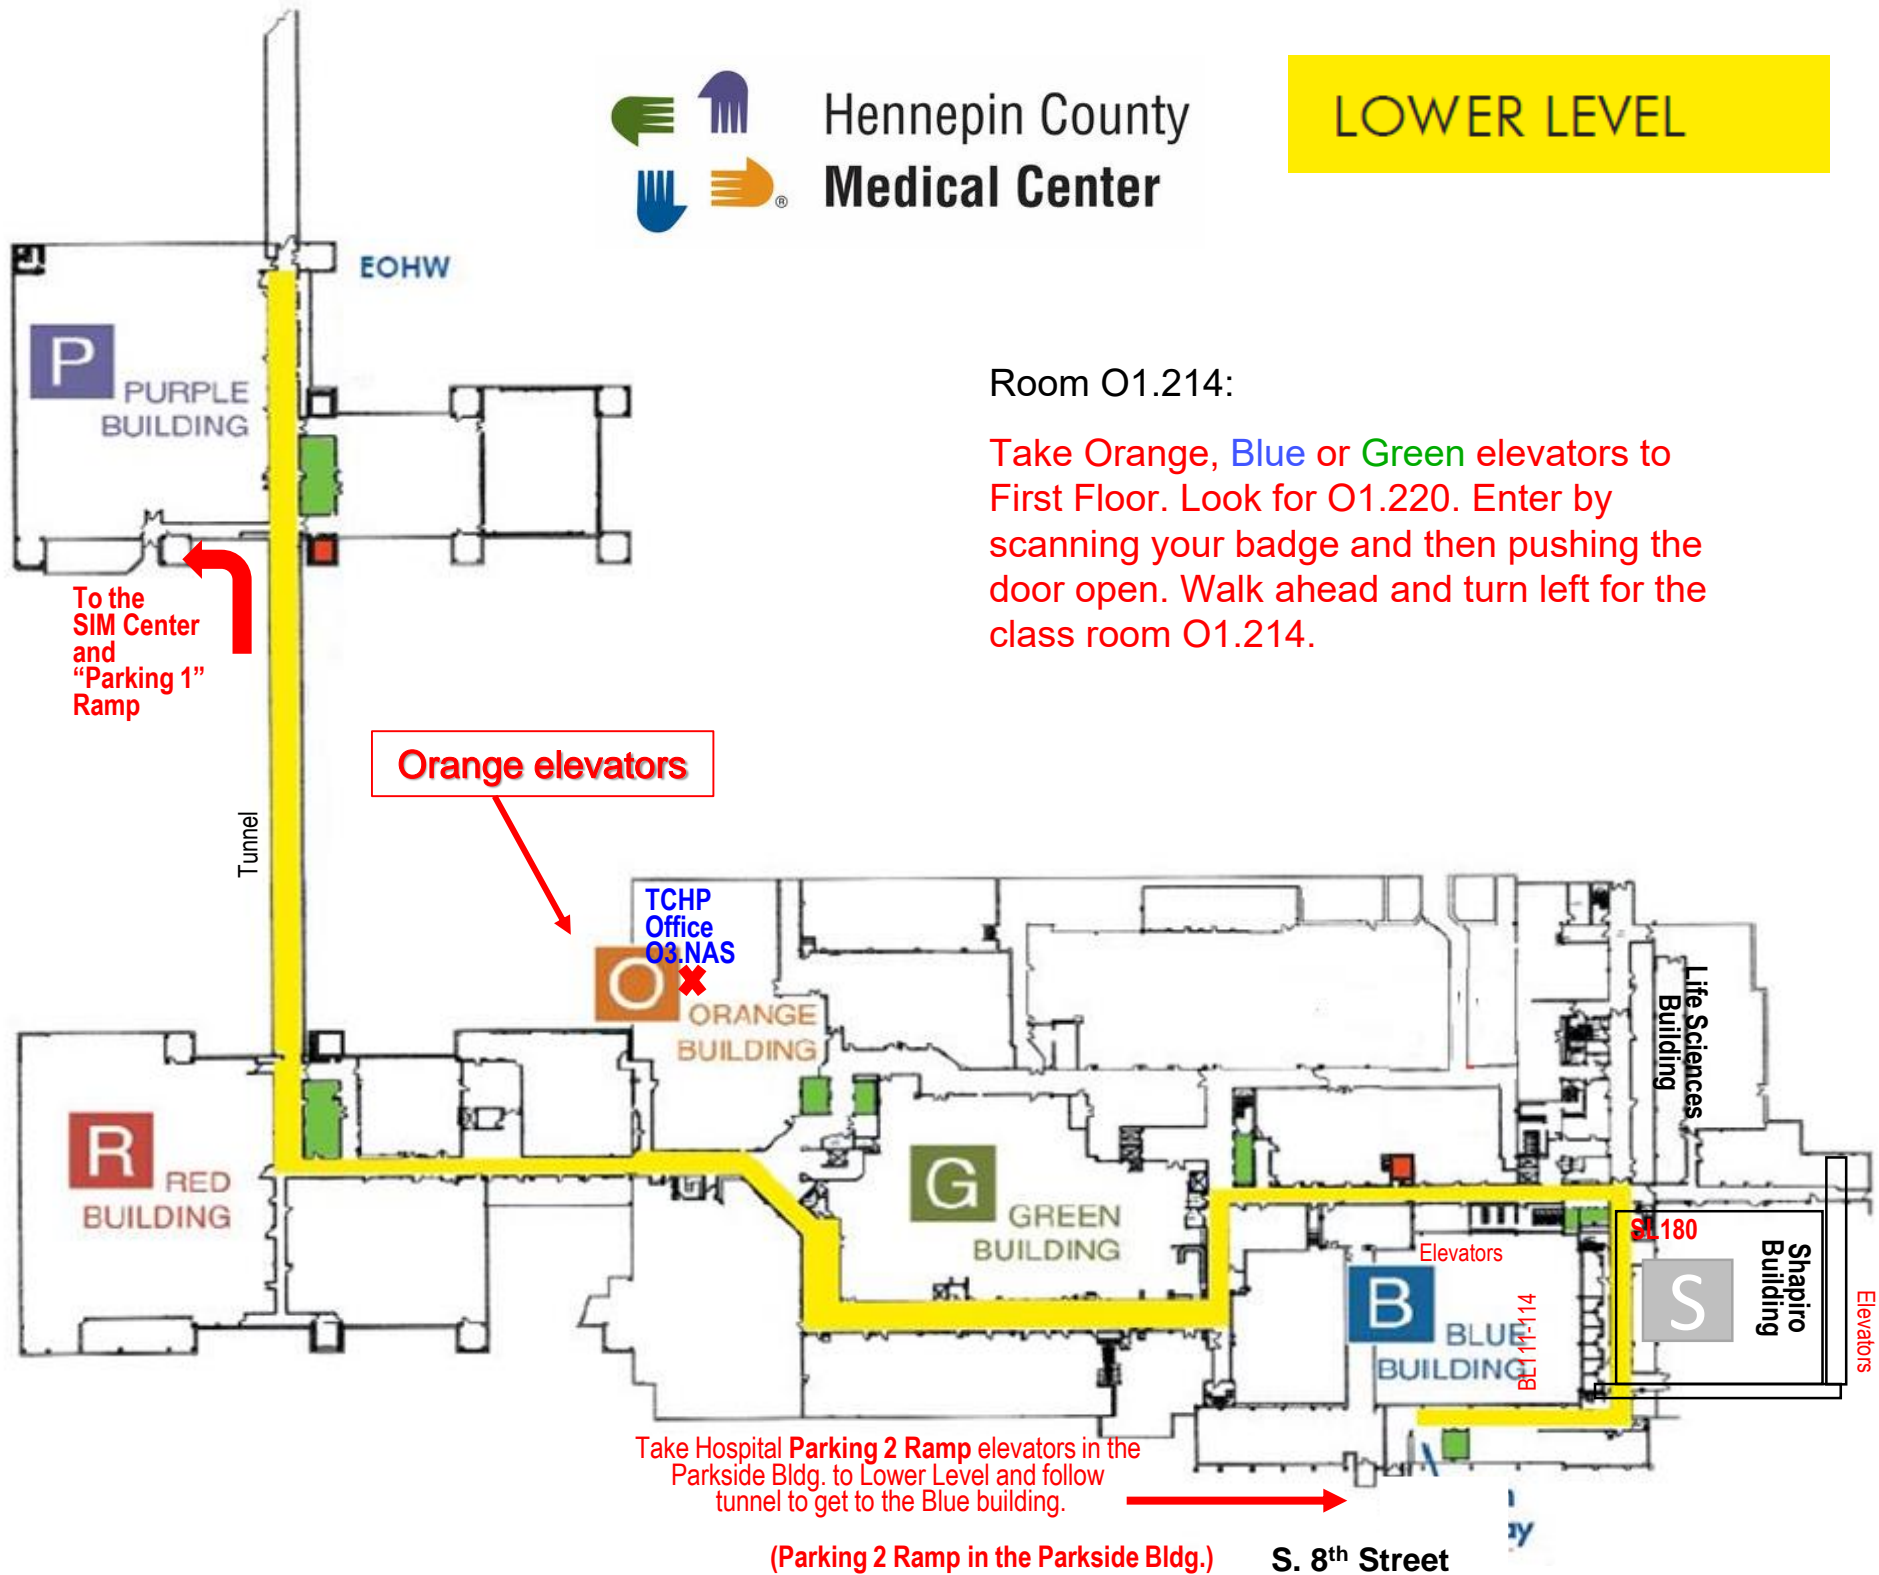 Hennepin County
Medical Center
®
LOWER LEVEL
EOHW
P
PURPLE
BUILDING
Room O1.214:
Take Orange, Blue or Green elevators to
First Floor. Look for O1.220. Enter by
scanning your badge and then pushing the
door open. Walk ahead and turn left for the
class room O1.214.
To the
SIM Center
and
“Parking 1”
Ramp
Orange elevators
Tunnel
TCHP
Office
O3.NAS
O
ORANGE
BUILDING
Life Sciences
Building
R
RED
BUILDING
G
GREEN
BUILDING
SL180
Elevators
S
Shapiro
Building
Elevators
B
BLUE
BUILDING
BL111-114
Take Hospital Parking 2 Ramp elevators in the
Parkside Bldg. to Lower Level and follow
tunnel to get to the Blue building.
(Parking 2 Ramp in the Parkside Bldg.)
S. 8th Street